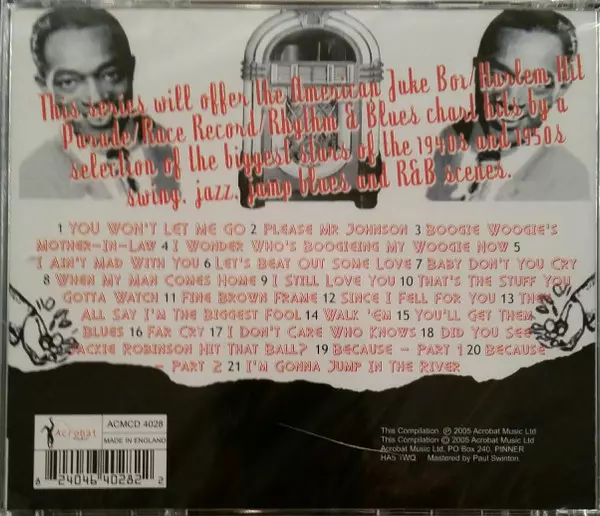 This series will offer the American Juke Box/Harlem Hit
Parade/Race Record/Rhythm & Blues chart hits by a
selection of the biggest stars of the 1940s and 1950s
swing, jazz, jump blues and R&B scenes.
1 YOU WON'T LET ME GO 2 PLEASE MR JOHNSON 3 BOOGIE WOOGIE'S
MOTHER-IN-LAW 4 I WONDER WHO'S BOOGIEING MY WOOGIE NOW 5
I AIN'T MAD WITH YOU 6 LET'S BEAT OUT SOME LOVE 7 BABY DON'T YOU CRY
8 WHEN MY MAN COMES HOME 9 I STILL LOVE YOU 10 THAT'S THE STUFF YOU
GOTTA WATCH 11 FINE BROWN FRAME 12 SINCE I FELL FOR YOU 13 THEY
ALL SAY I'M THE BIGGEST FOOL 14 WALK 'EM 15 YOU'LL GET THEM
BLUES 16 FAR CRY 17 I DON'T CARE WHO KNOWS 18 DID YOU SEE
JACKIE ROBINSON HIT THAT BALL? 19 BECAUSE - PART 1 20 BECAUSE
- PART 2 21 I'M GONNA JUMP IN THE RIVER
Acrobat
ACMCD 4028
MADE IN ENGLAND
8 24046 40282 2
This Compilation ℗ 2005 Acrobat Music Ltd
This Compilation © 2005 Acrobat Music Ltd
Acrobat Music Ltd, PO Box 240, PINNER
HA5 1WQ Mastered by Paul Swinton.